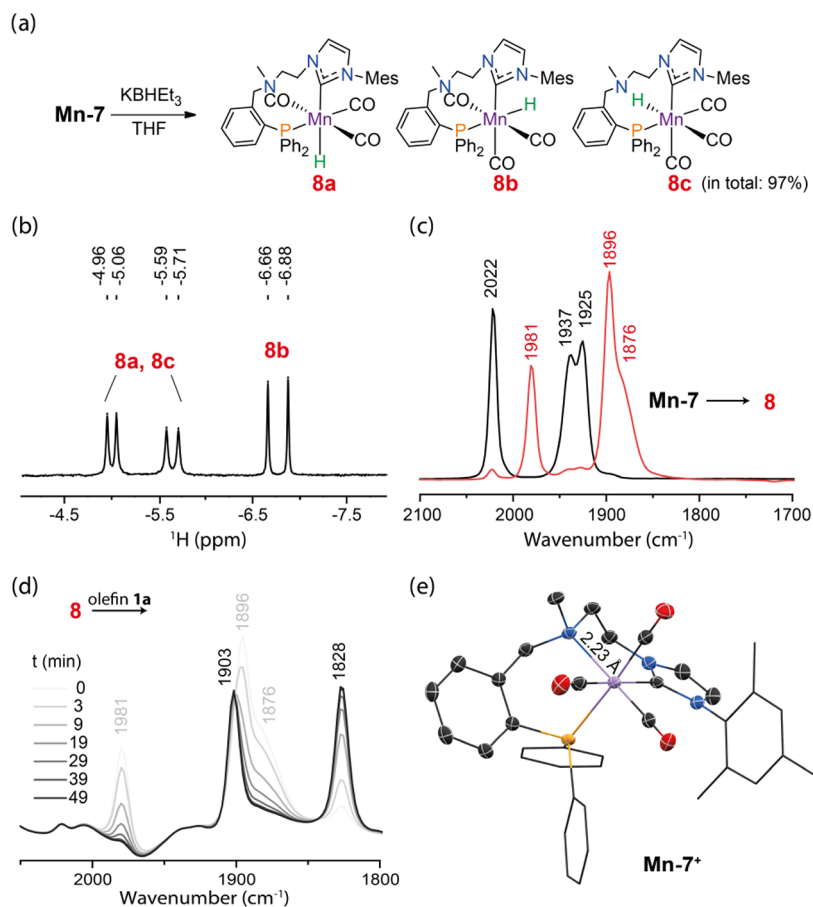 (a)
Mn-7
KBHEt3
THF
N
CO
N
N
Mes
CO
Mn
P
Ph2
CO
H
8a
N
CO
N
N
Mes
H
Mn
P
Ph2
CO
CO
8b
N
N
N
Mes
H
CO
Mn
P
Ph2
CO
CO
8c (in total: 97%)
(b)
-4.96
-5.06
-5.59
-5.71
-6.66
-6.88
8a, 8c
8b
-4.5 -5.5 -6.5 -7.5
1H (ppm)
(c)
2022
1981
1937
1925
1896
1876
Mn-7 → 8
2100 2000 1900 1800 1700
Wavenumber (cm-1)
(d)
8 olefin 1a
t (min)
0
3
9
19
29
39
49
1981
1903
1896
1876
1828
2000 1900 1800
Wavenumber (cm-1)
(e)
2.23 Å
Mn-7+